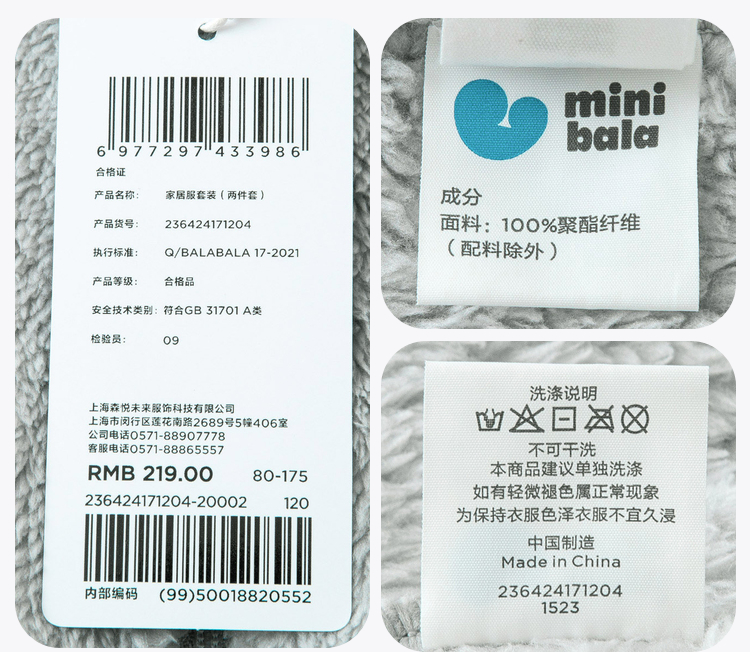 6 977297 433986
合格证
产品名称: 家居服套装（两件套）
产品货号: 236424171204
执行标准: Q/BALABALA 17-2021
产品等级: 合格品
安全技术类别: 符合GB 31701 A类
检验员: 09
上海森悦未来服饰科技有限公司
上海市闵行区莲花南路2689号5幢406室
公司电话0571-88907778
客服电话0571-88865557
RMB 219.00 80-175
236424171204-20002 120
内部编码 (99)50018820552
mini
bala
成分
面料: 100%聚酯纤维
（配料除外）
洗涤说明
不可干洗
本商品建议单独洗涤
如有轻微褪色属正常现象
为保持衣服色泽衣服不宜久浸
中国制造
Made in China
236424171204
1523